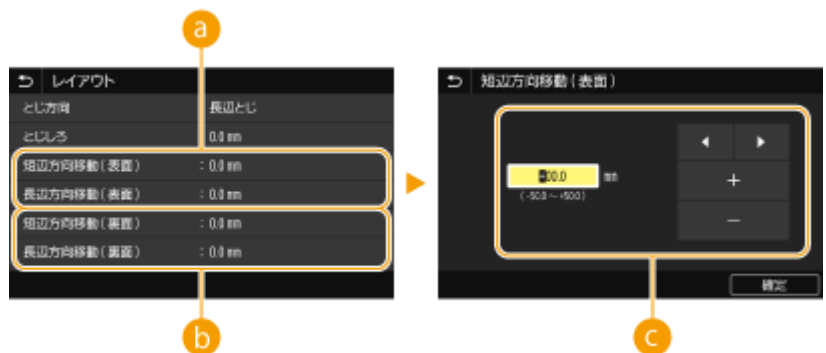 a
レイアウト
とじ方向 長辺とじ
とじしろ 0.0 mm
短辺方向移動(表面) : 0.0 mm
長辺方向移動(表面) : 0.0 mm
短辺方向移動(裏面) : 0.0 mm
長辺方向移動(裏面) : 0.0 mm
b
短辺方向移動(表面)
00.0 mm
(-50.0~+50.0)
+
-
確定
c